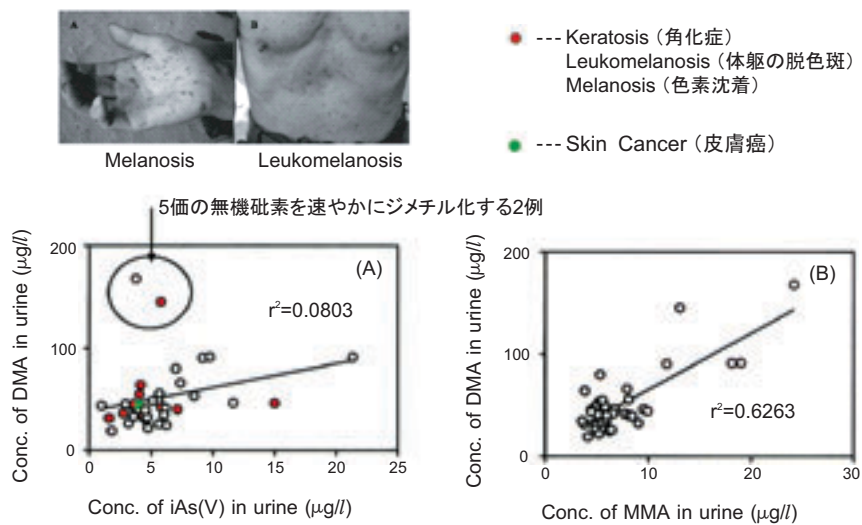 A
B
Melanosis
Leukomelanosis
--- Keratosis（角化症）
Leukomelanosis（体躯の脱色斑）
Melanosis（色素沈着）
--- Skin Cancer（皮膚癌）
5価の無機砒素を速やかにジメチル化する2例
Conc. of DMA in urine (μg/l)
200
100
0
(A)
r²=0.0803
0 5 10 15 20 25
Conc. of iAs(V) in urine (μg/l)
Conc. of DMA in urine (μg/l)
200
100
0
(B)
r²=0.6263
0 10 20 30
Conc. of MMA in urine (μg/l)